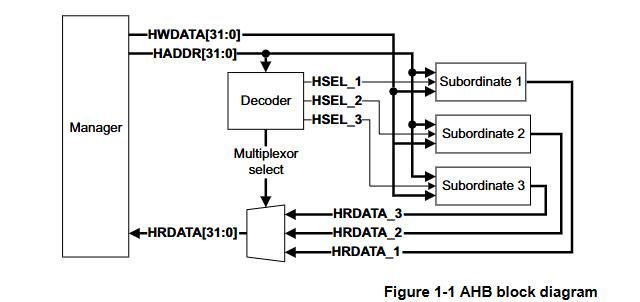 HWDATA[31:0]
HADDR[31:0]
Manager
Decoder
HSEL_1
HSEL_2
HSEL_3
Subordinate 1
Subordinate 2
Subordinate 3
Multiplexor
select
HRDATA[31:0]
HRDATA_3
HRDATA_2
HRDATA_1
Figure 1-1 AHB block diagram